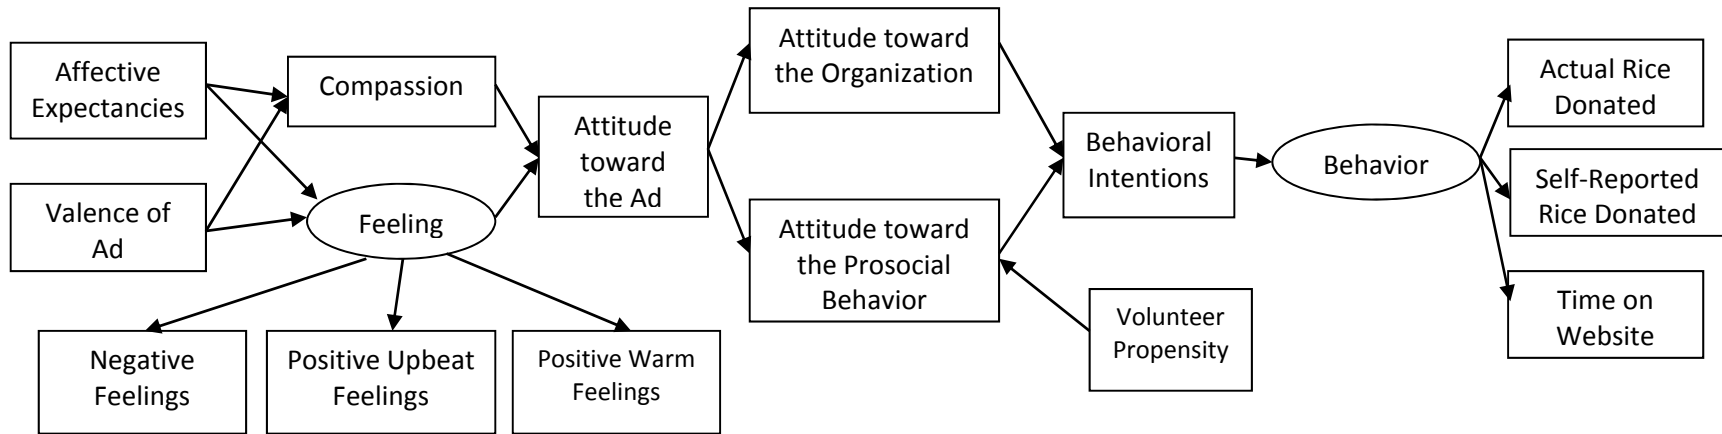 Affective
Expectancies
Valence of
Ad
Compassion
Feeling
Negative
Feelings
Positive Upbeat
Feelings
Positive Warm
Feelings
Attitude
toward
the Ad
Attitude toward
the Organization
Attitude toward
the Prosocial
Behavior
Volunteer
Propensity
Behavioral
Intentions
Behavior
Actual Rice
Donated
Self-Reported
Rice Donated
Time on
Website